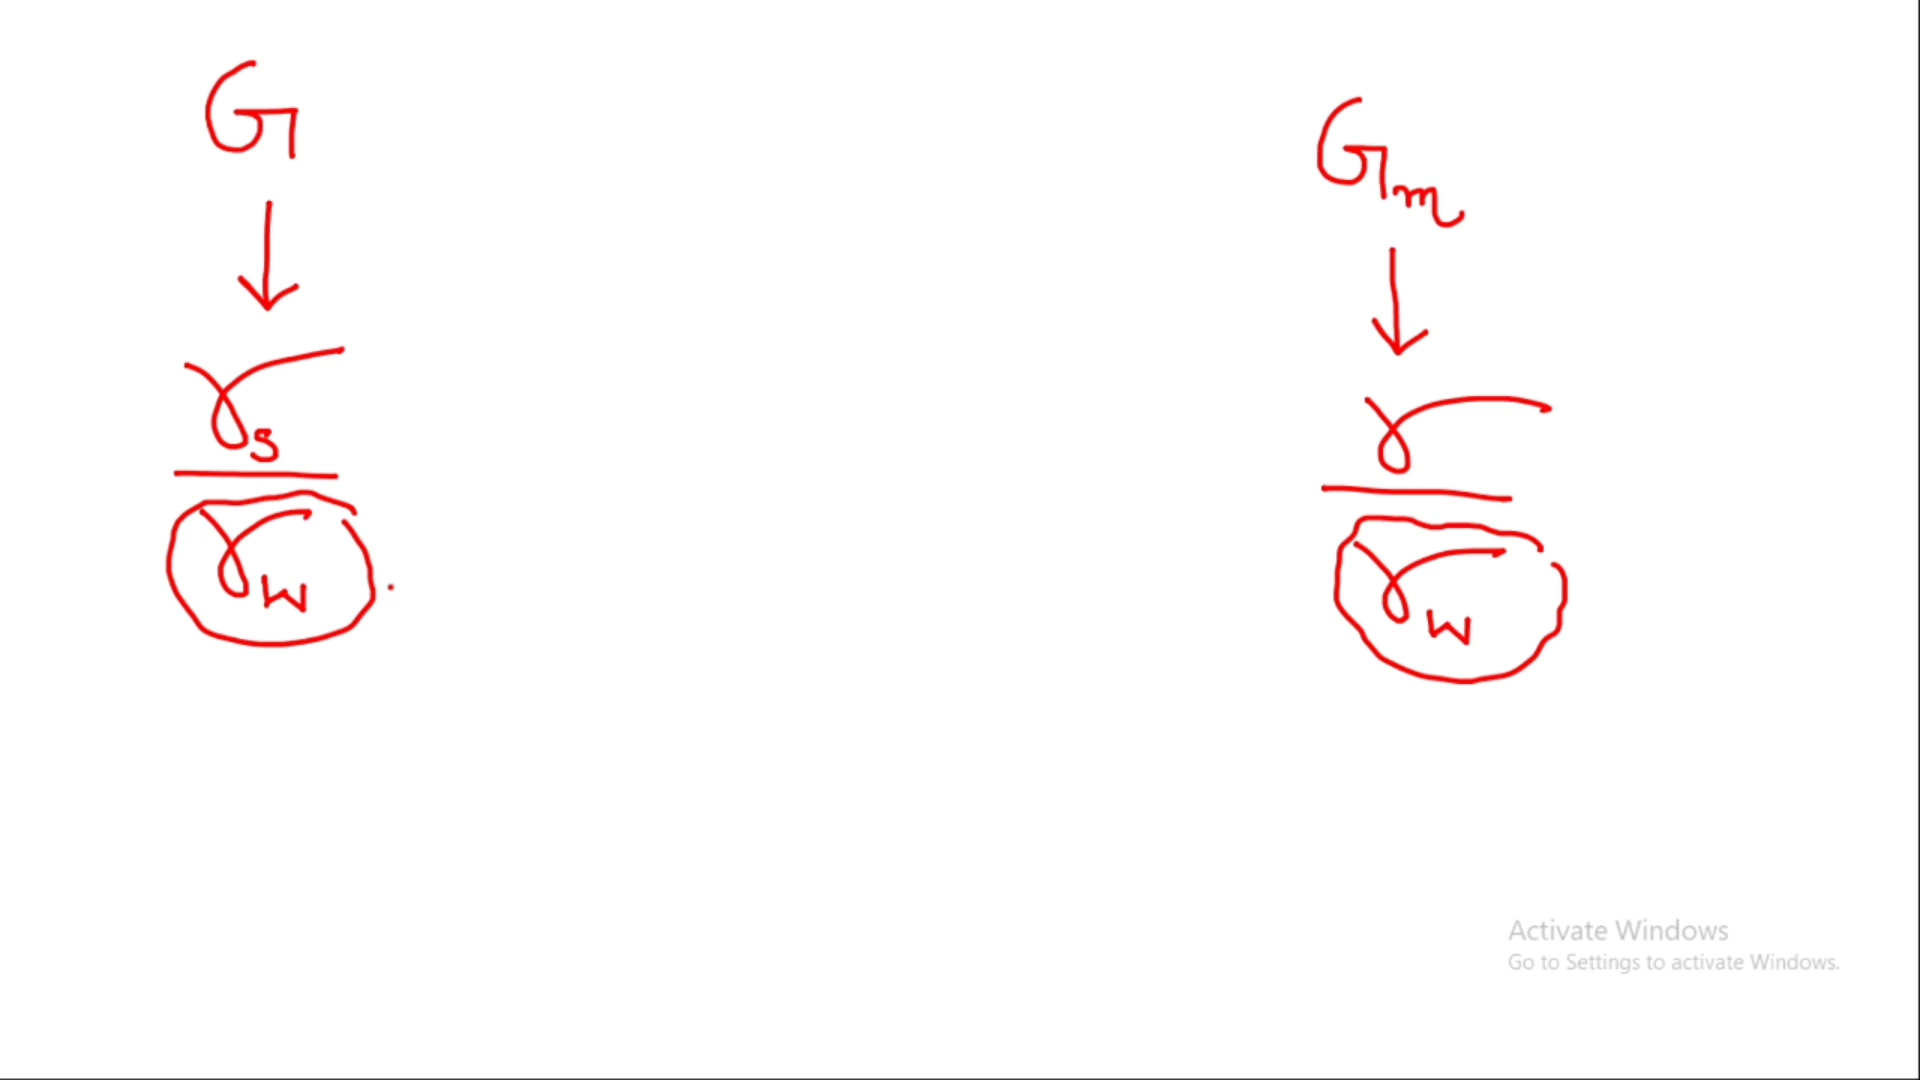 G
↓
γs
γw
Gm
↓
γ
γw
Activate Windows
Go to Settings to activate Windows.